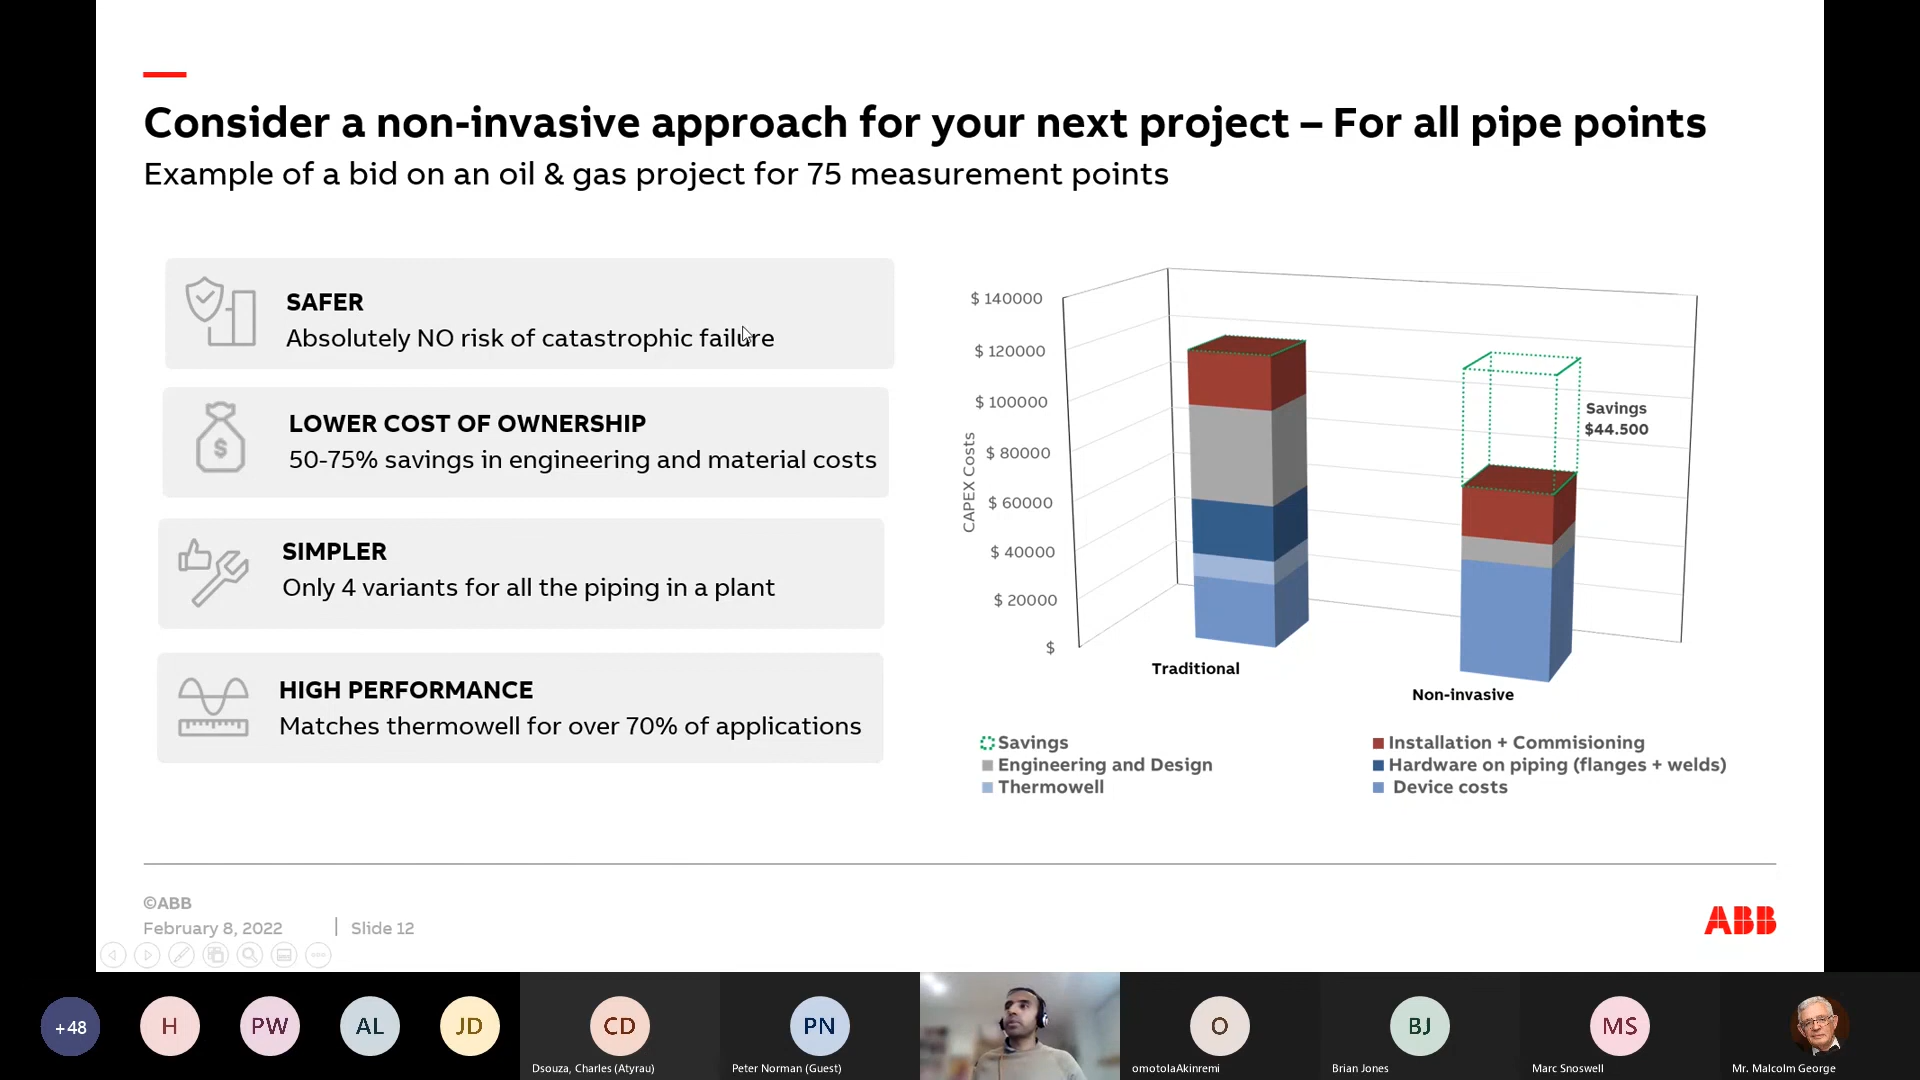 Consider a non-invasive approach for your next project – For all pipe points
Example of a bid on an oil & gas project for 75 measurement points
SAFER
Absolutely NO risk of catastrophic failure
LOWER COST OF OWNERSHIP
50-75% savings in engineering and material costs
$
SIMPLER
Only 4 variants for all the piping in a plant
HIGH PERFORMANCE
Matches thermowell for over 70% of applications
CAPEX Costs
$ 140000
$ 120000
$ 100000
$ 80000
$ 60000
$ 40000
$ 20000
$
Savings
$44.500
Traditional
Non-invasive
Savings
Installation + Commisioning
Engineering and Design
Hardware on piping (flanges + welds)
Thermowell
Device costs
©ABB
February 8, 2022 | Slide 12
ABB
+48
H
PW
AL
JD
CD
Dsouza, Charles (Atyrau)
PN
Peter Norman (Guest)
O
omotolaAkinremi
BJ
Brian Jones
MS
Marc Snoswell
Mr. Malcolm George